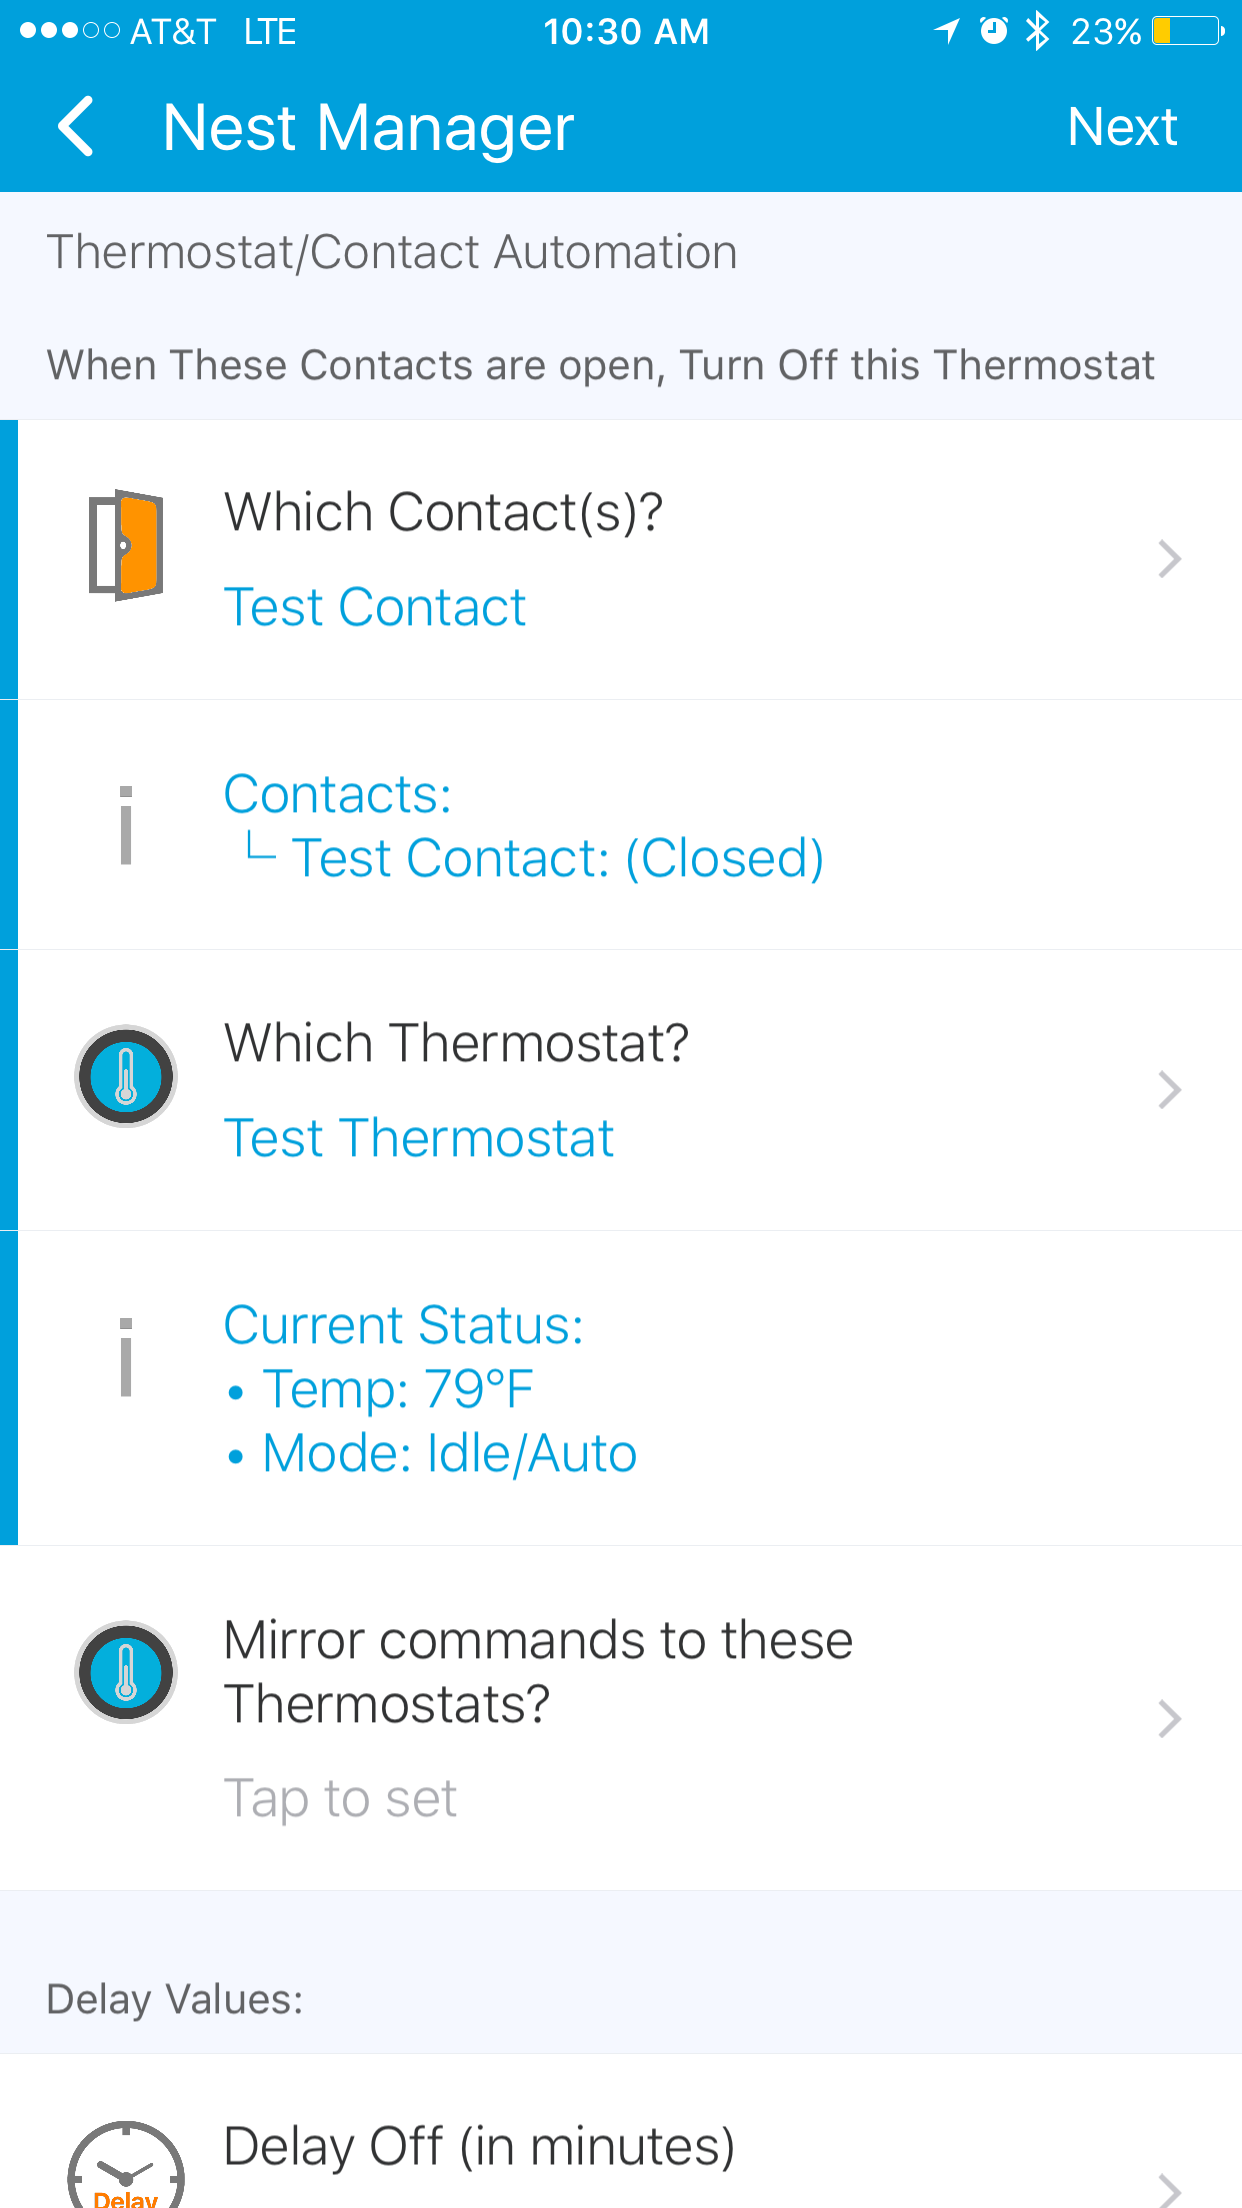 AT&T LTE 10:30 AM 23%
Nest Manager Next
Thermostat/Contact Automation
When These Contacts are open, Turn Off this Thermostat
Which Contact(s)?
Test Contact
Contacts:
└ Test Contact: (Closed)
Which Thermostat?
Test Thermostat
Current Status:
• Temp: 79°F
• Mode: Idle/Auto
Mirror commands to these
Thermostats?
Tap to set
Delay Values:
Delay Off (in minutes)
Delay